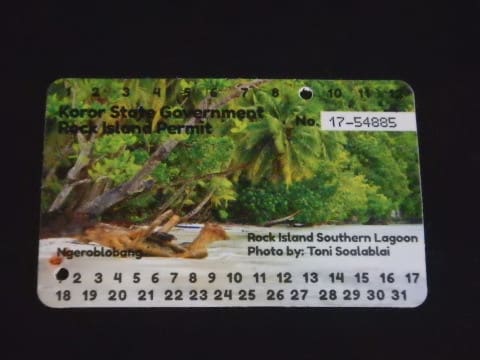 1 2 3 4 5 6 7 8 10 11 12
Koror State Government
Rock Island Permit
No. 17-54885
Rock Island Southern Lagoon
Ngeroblobang
Photo by: Toni Soalablai
2 3 4 5 6 7 8 9 10 11 12 13 14 15 16 17
18 19 20 21 22 23 24 25 26 27 28 29 30 31